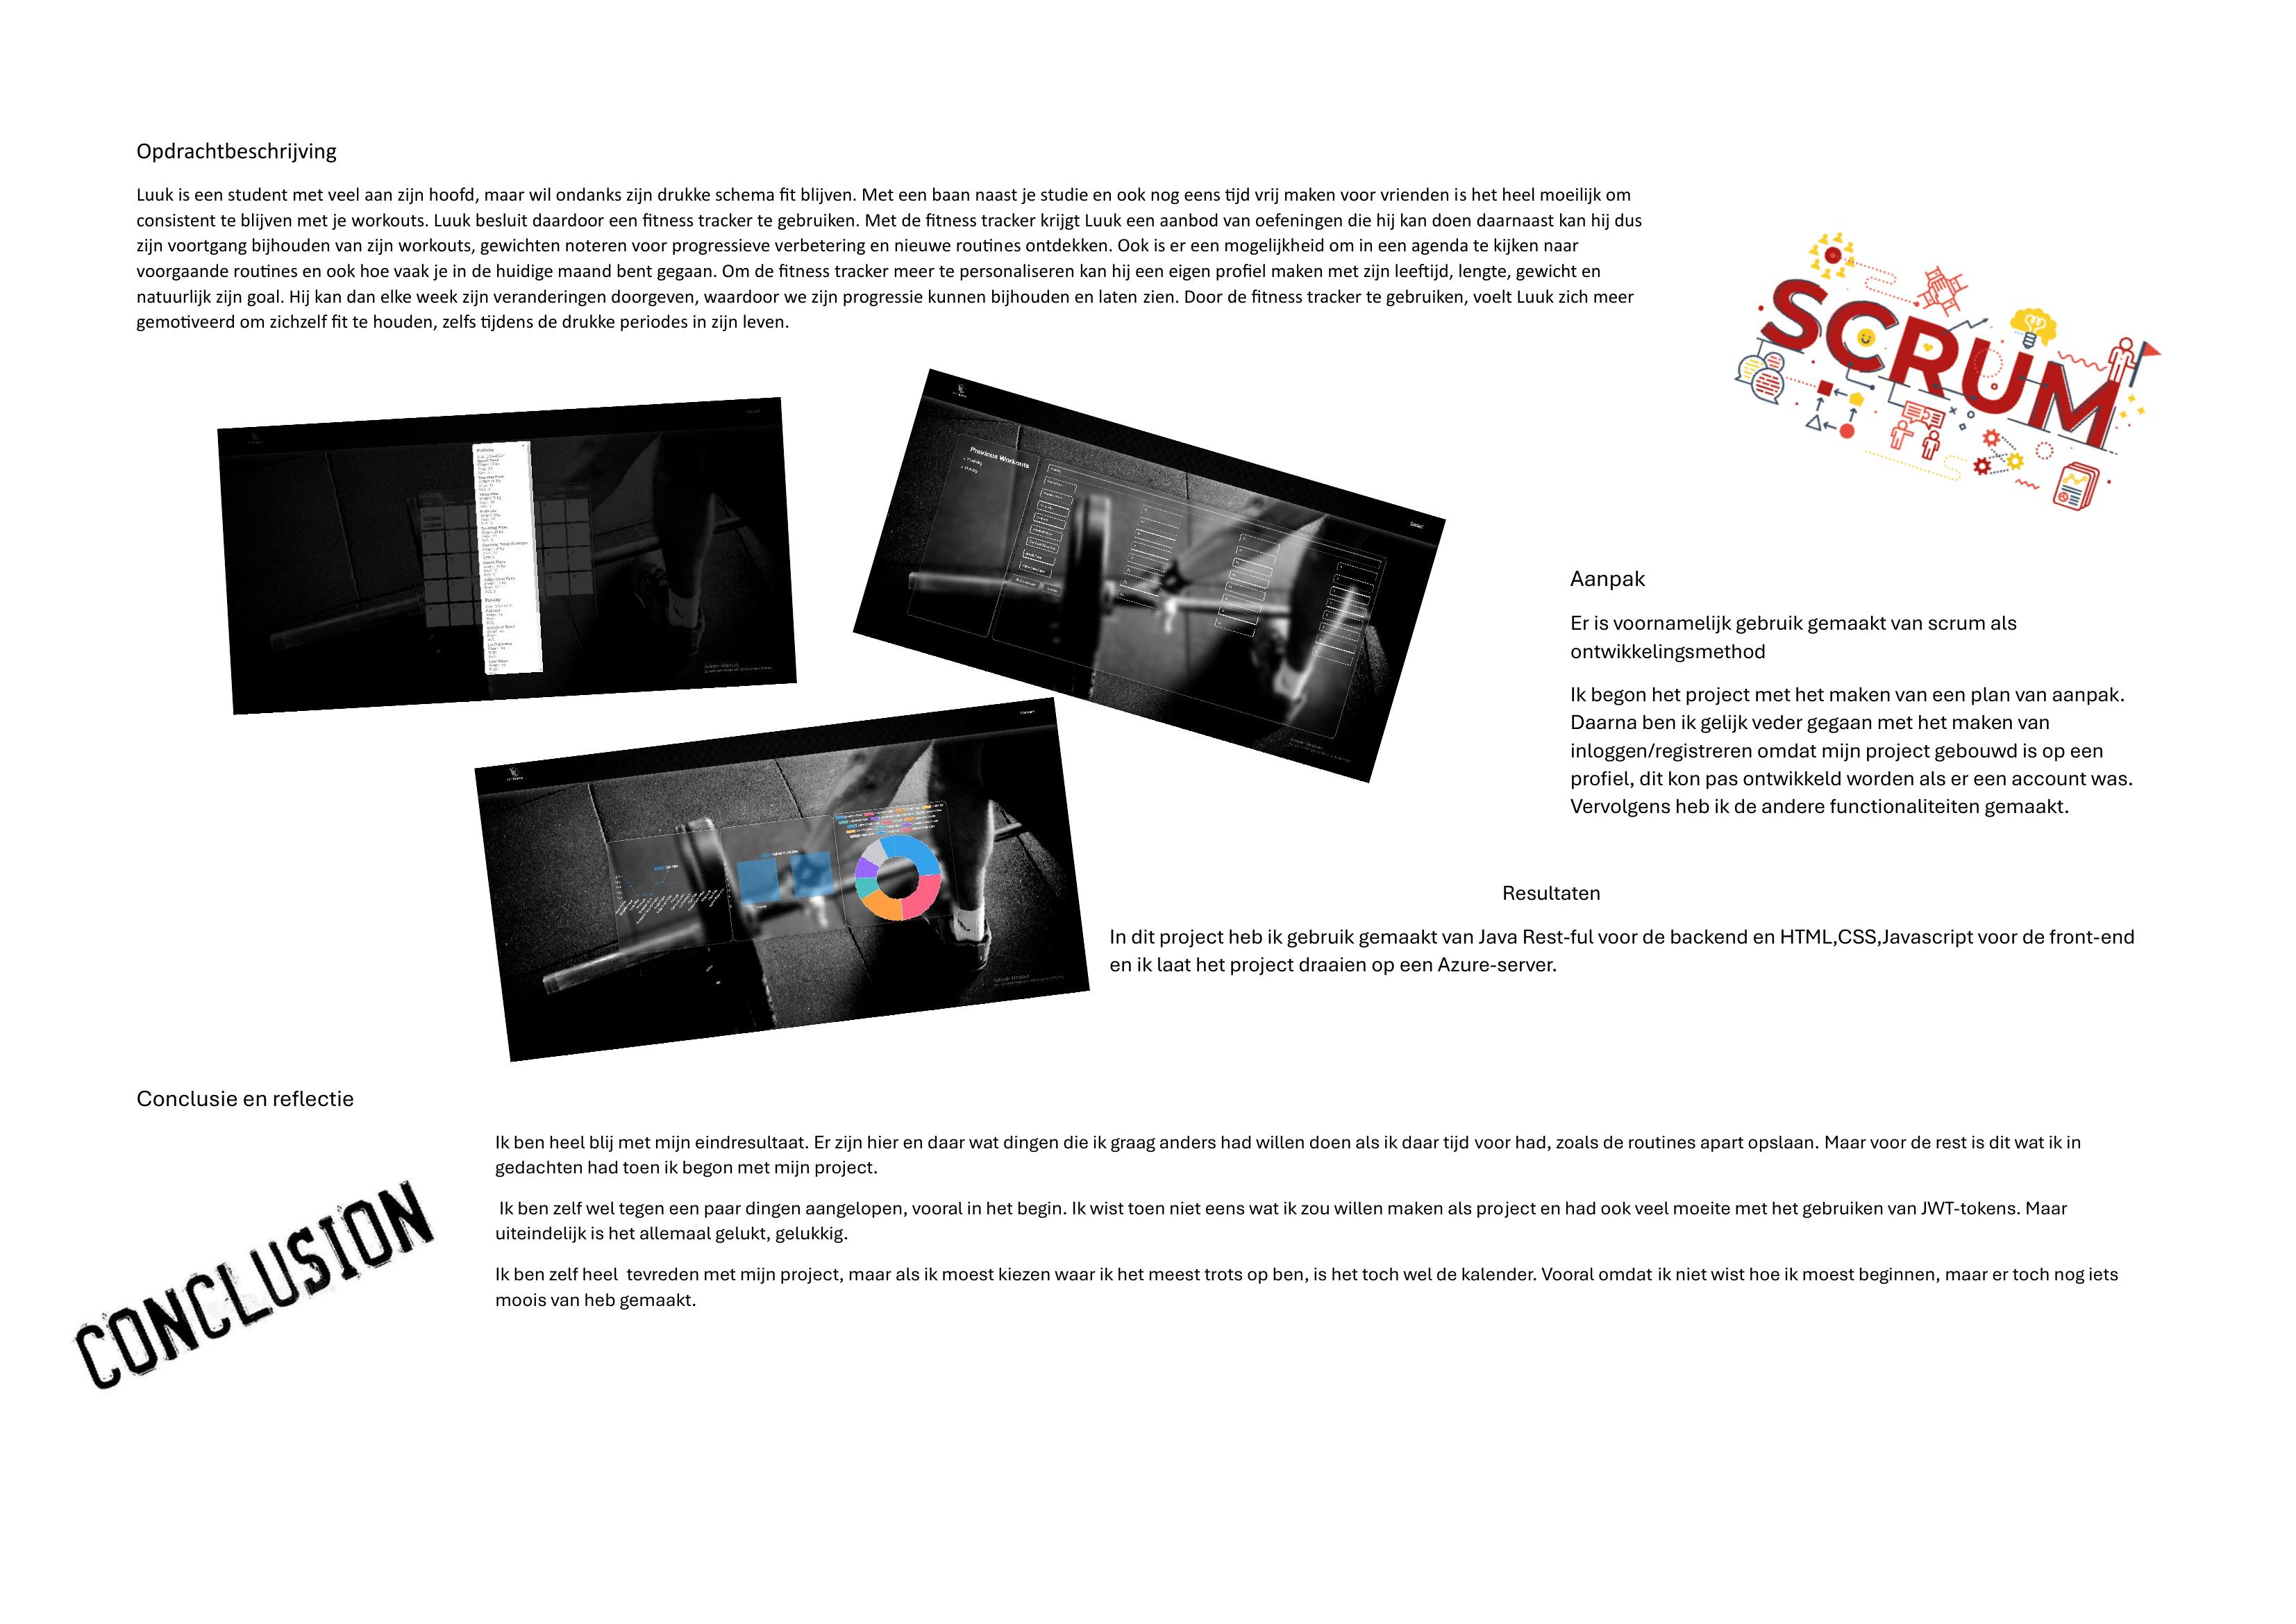 Opdrachtbeschrijving
Luuk is een student met veel aan zijn hoofd, maar wil ondanks zijn drukke schema fit blijven. Met een baan naast je studie en ook nog eens tijd vrij maken voor vrienden is het heel moeilijk om
consistent te blijven met je workouts. Luuk besluit daardoor een fitness tracker te gebruiken. Met de fitness tracker krijgt Luuk een aanbod van oefeningen die hij kan doen daarnaast kan hij dus
zijn voortgang bijhouden van zijn workouts, gewichten noteren voor progressieve verbetering en nieuwe routines ontdekken. Ook is er een mogelijkheid om in een agenda te kijken naar
voorgaande routines en ook hoe vaak je in de huidige maand bent gegaan. Om de fitness tracker meer te personaliseren kan hij een eigen profiel maken met zijn leeftijd, lengte, gewicht en
natuurlijk zijn goal. Hij kan dan elke week zijn veranderingen doorgeven, waardoor we zijn progressie kunnen bijhouden en laten zien. Door de fitness tracker te gebruiken, voelt Luuk zich meer
gemotiveerd om zichzelf fit te houden, zelfs tijdens de drukke periodes in zijn leven.
SCRUM
Previous Workouts
Contact
Aanpak
Er is voornamelijk gebruik gemaakt van scrum als
ontwikkelingsmethod
Ik begon het project met het maken van een plan van aanpak.
Daarna ben ik gelijk veder gegaan met het maken van
inloggen/registreren omdat mijn project gebouwd is op een
profiel, dit kon pas ontwikkeld worden als er een account was.
Vervolgens heb ik de andere functionaliteiten gemaakt.
Resultaten
In dit project heb ik gebruik gemaakt van Java Rest-ful voor de backend en HTML,CSS,Javascript voor de front-end
en ik laat het project draaien op een Azure-server.
Conclusie en reflectie
Ik ben heel blij met mijn eindresultaat. Er zijn hier en daar wat dingen die ik graag anders had willen doen als ik daar tijd voor had, zoals de routines apart opslaan. Maar voor de rest is dit wat ik in
gedachten had toen ik begon met mijn project.
Ik ben zelf wel tegen een paar dingen aangelopen, vooral in het begin. Ik wist toen niet eens wat ik zou willen maken als project en had ook veel moeite met het gebruiken van JWT-tokens. Maar
uiteindelijk is het allemaal gelukt, gelukkig.
Ik ben zelf heel  tevreden met mijn project, maar als ik moest kiezen waar ik het meest trots op ben, is het toch wel de kalender. Vooral omdat ik niet wist hoe ik moest beginnen, maar er toch nog iets
moois van heb gemaakt.
CONCLUSION